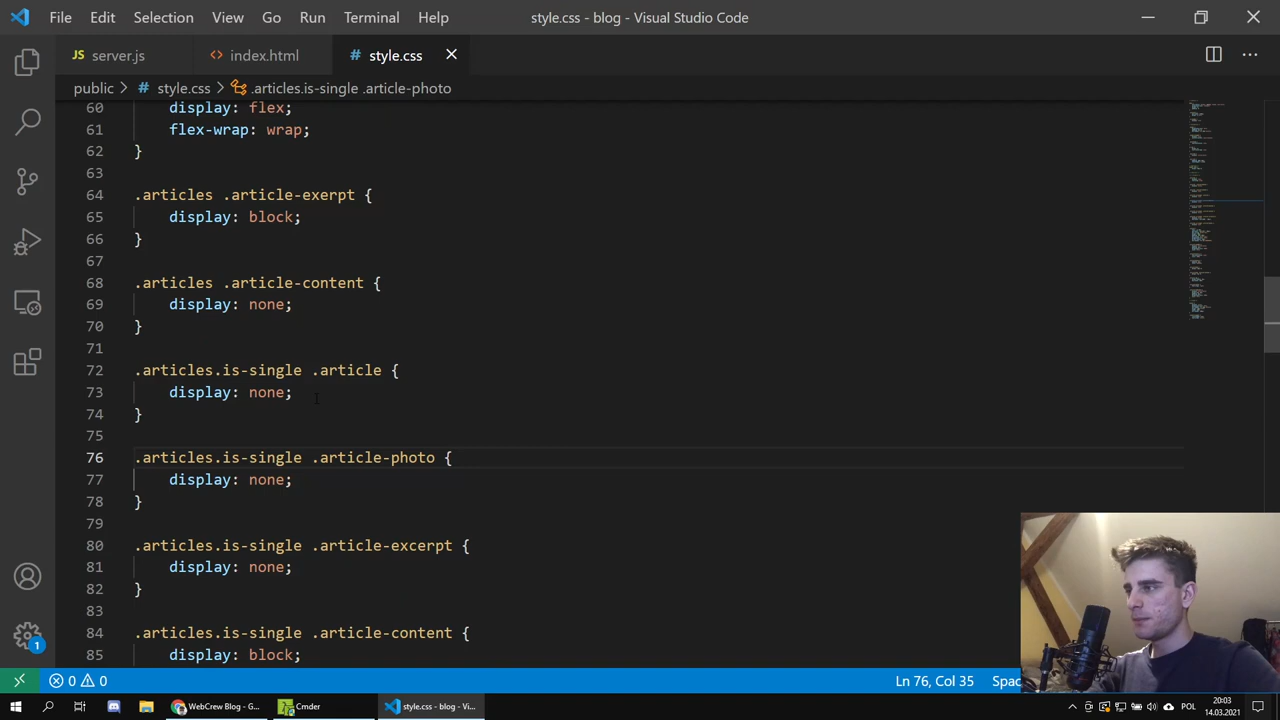 File Edit Selection View Go Run Terminal Help style.css - blog - Visual Studio Code
JS server.js <> index.html # style.css
public > # style.css > .articles.is-single .article-photo
60 display: flex;
61 flex-wrap: wrap;
62 }
63
64 .articles .article-exerpt {
65 display: block;
66 }
67
68 .articles .article-content {
69 display: none;
70 }
71
72 .articles.is-single .article {
73 display: none;
74 }
75
76 .articles.is-single .article-photo {
77 display: none;
78 }
79
80 .articles.is-single .article-excerpt {
81 display: none;
82 }
83
84 .articles.is-single .article-content {
85 display: block;
1
0 0 Ln 76, Col 35 Spac
WebCrew Blog - G... Cmder style.css - blog - Vi... POL 20:03
14.03.2021